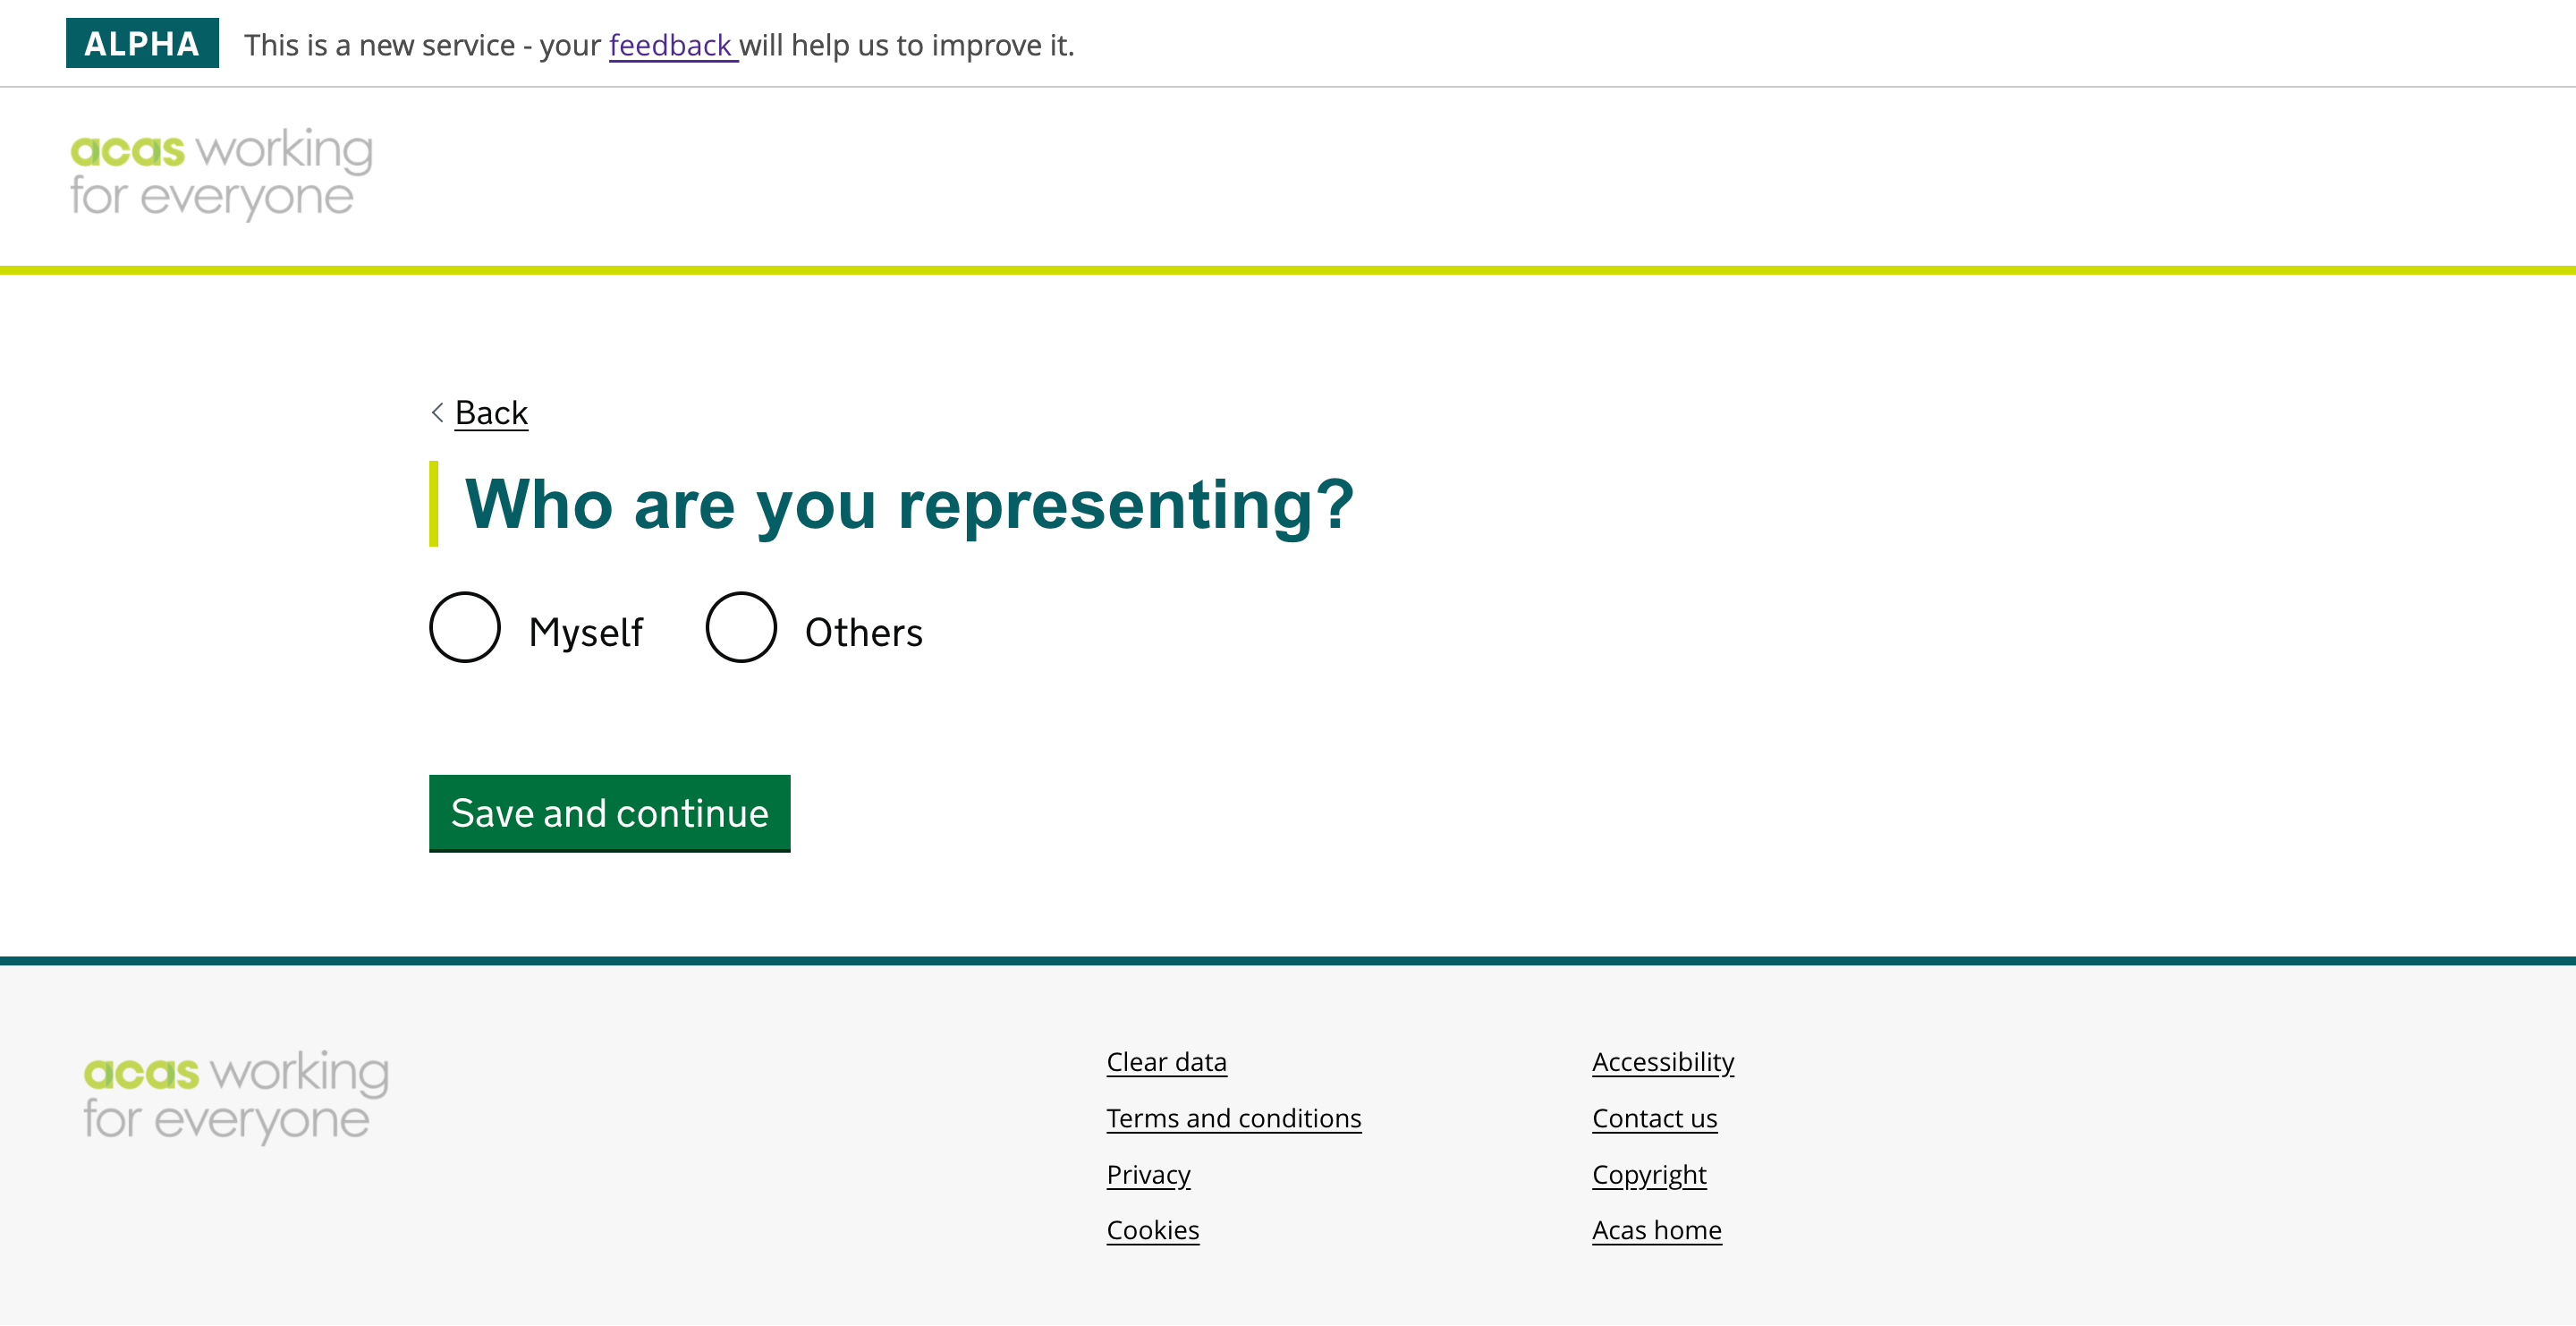 ALPHA This is a new service - your feedback will help us to improve it.
acas working
for everyone
Back
Who are you representing?
Myself Others
Save and continue
acas working
for everyone
Clear data
Terms and conditions
Privacy
Cookies
Accessibility
Contact us
Copyright
Acas home